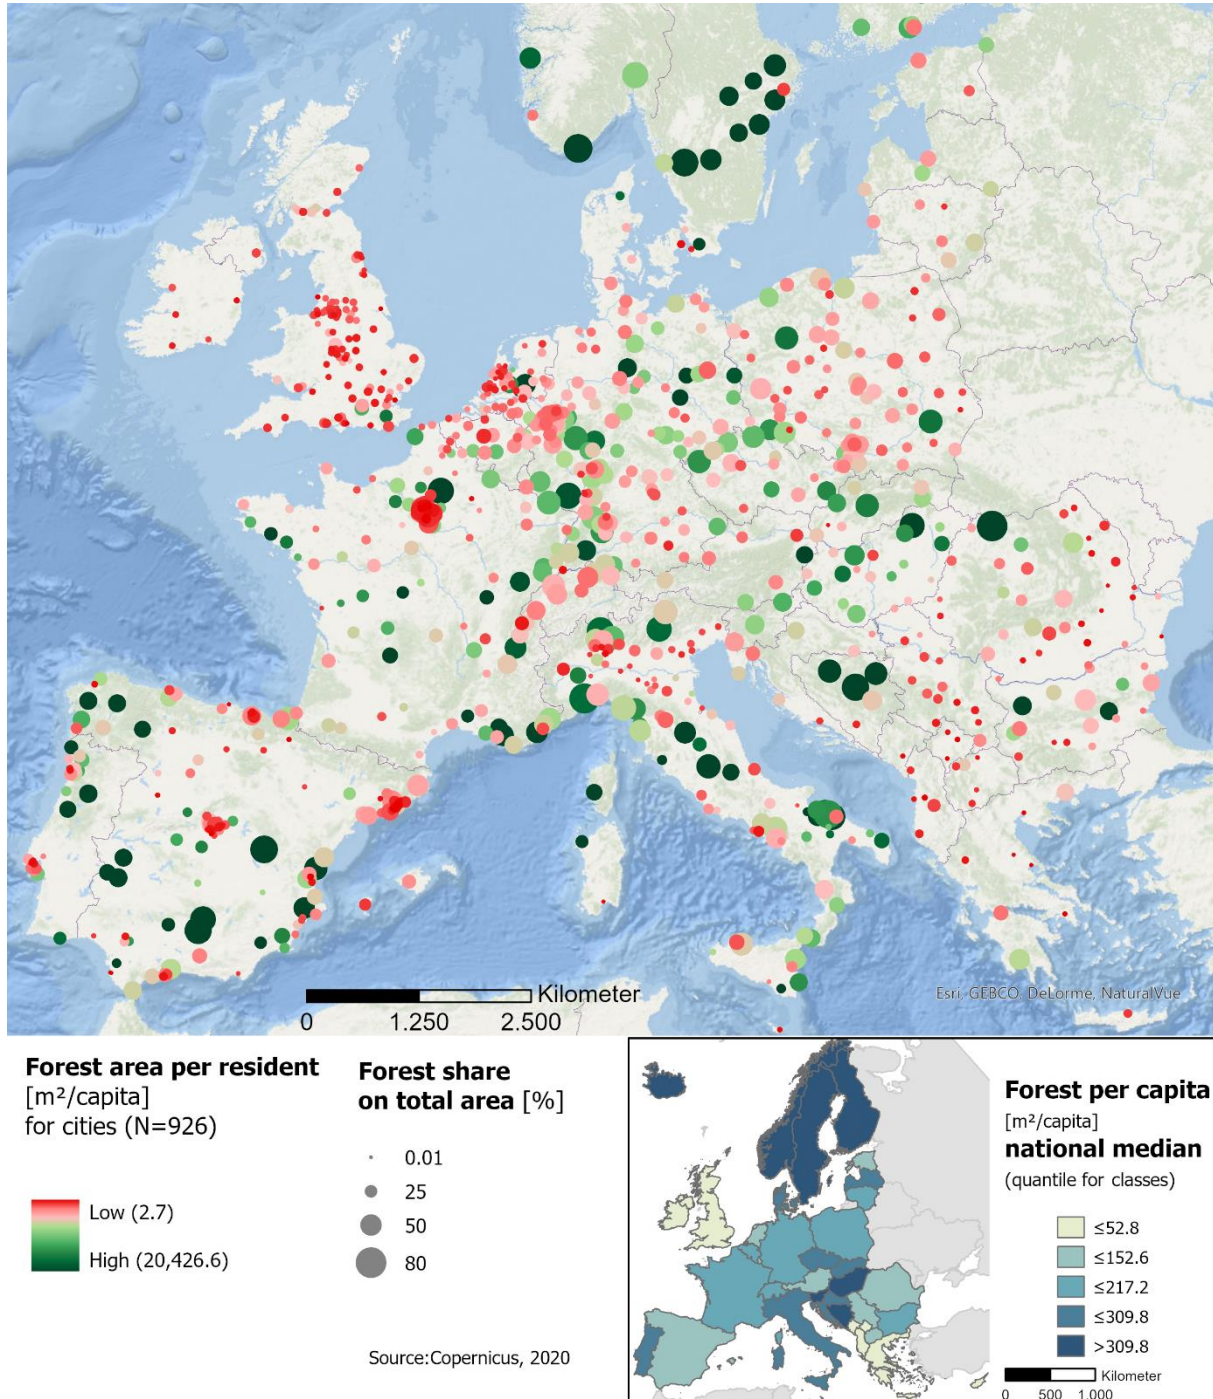 Esri, GEBCO, DeLorme, NaturalVue
Kilometer
0 1.250 2.500
Forest area per resident
[m²/capita]
for cities (N=926)
Low (2.7)
High (20,426.6)
Forest share
on total area [%]
0.01
25
50
80
Source:Copernicus, 2020
Forest per capita
[m²/capita]
national median
(quantile for classes)
≤52.8
≤152.6
≤217.2
≤309.8
>309.8
Kilometer
0 500 1.000